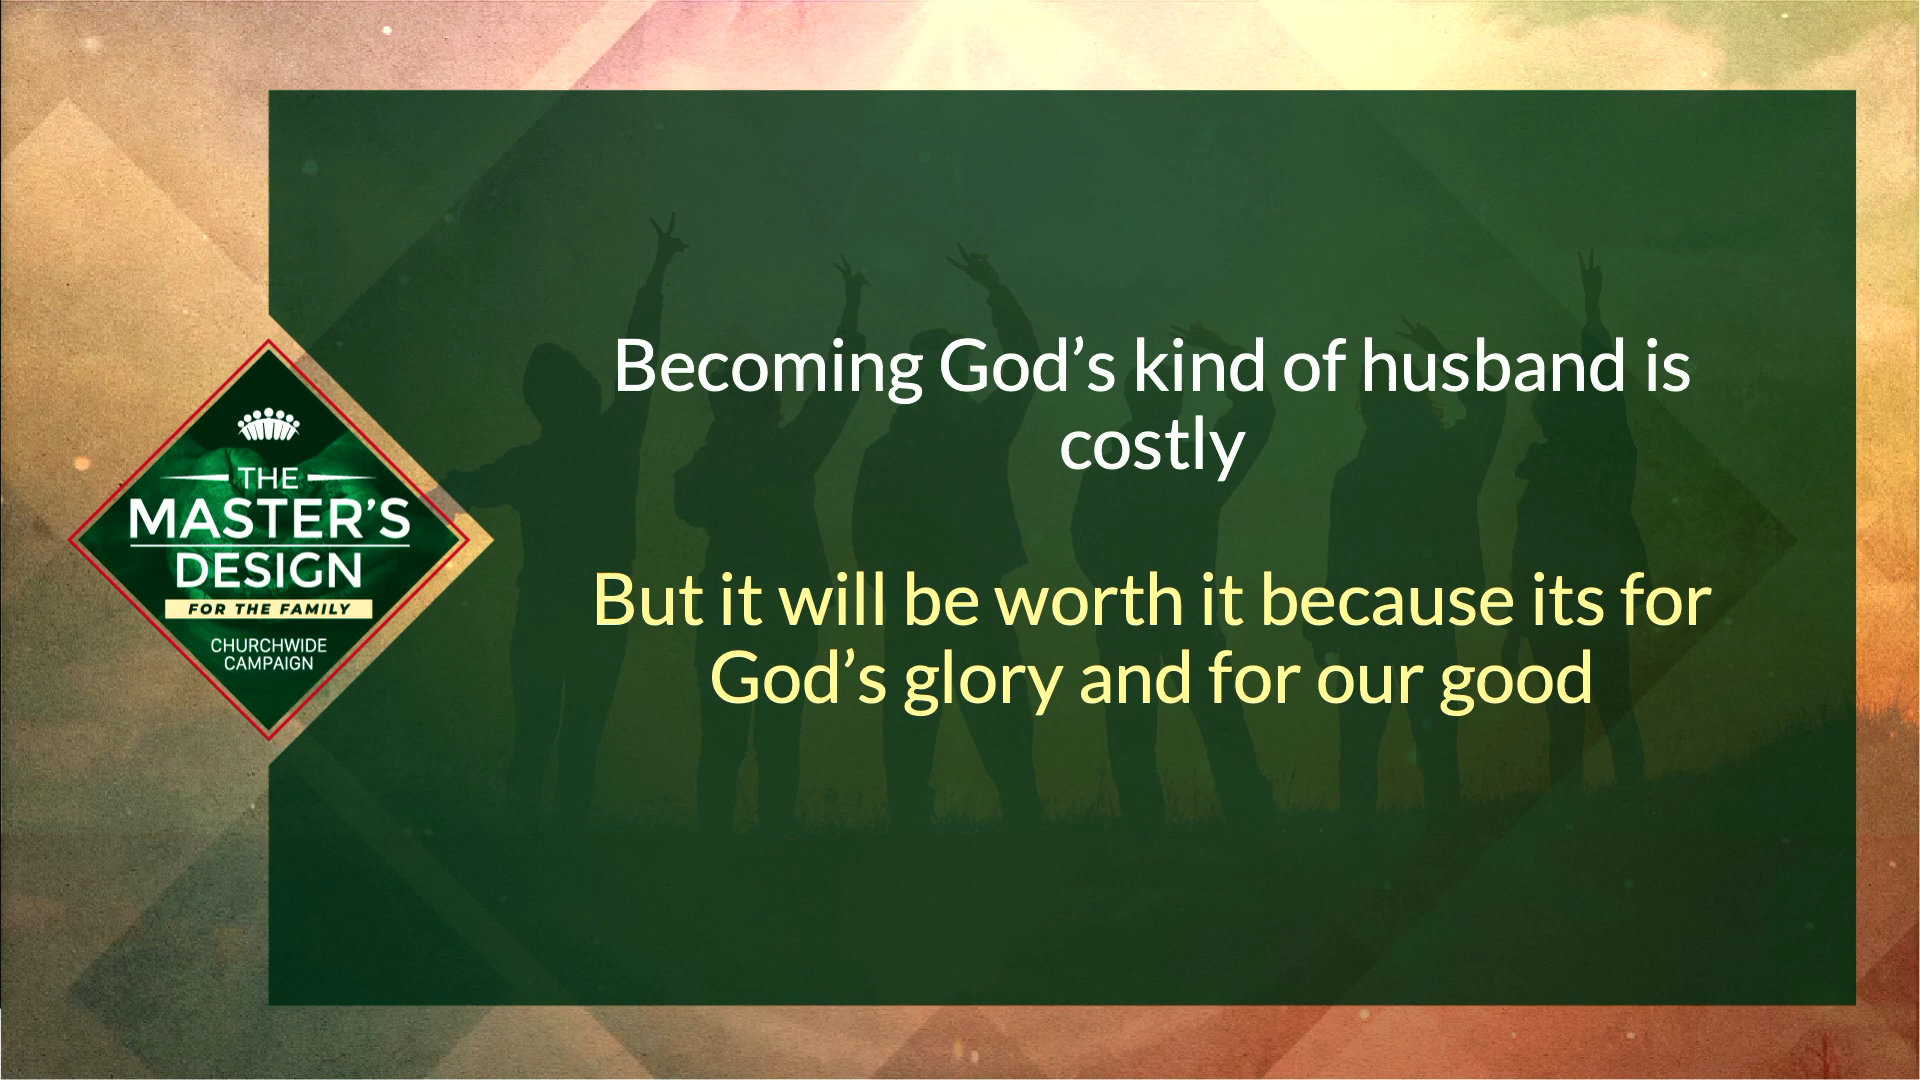 THE
MASTER'S
DESIGN
FOR THE FAMILY
CHURCHWIDE
CAMPAIGN
Becoming God’s kind of husband is
costly
But it will be worth it because its for
God’s glory and for our good